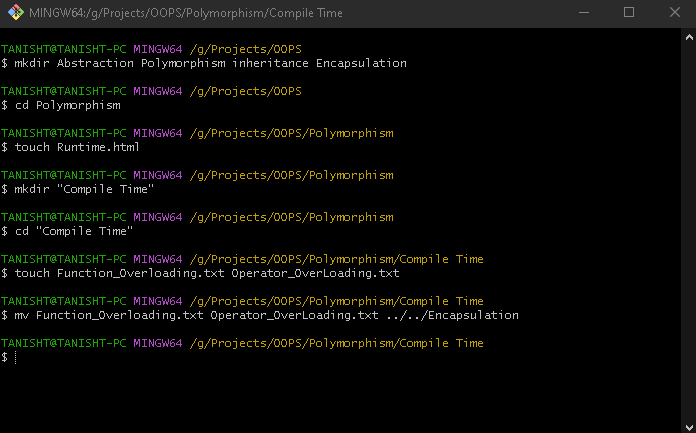 MINGW64:/g/Projects/OOPS/Polymorphism/Compile Time
TANISHT@TANISHT-PC MINGW64 /g/Projects/OOPS
$ mkdir Abstraction Polymorphism inheritance Encapsulation
TANISHT@TANISHT-PC MINGW64 /g/Projects/OOPS
$ cd Polymorphism
TANISHT@TANISHT-PC MINGW64 /g/Projects/OOPS/Polymorphism
$ touch Runtime.html
TANISHT@TANISHT-PC MINGW64 /g/Projects/OOPS/Polymorphism
$ mkdir "Compile Time"
TANISHT@TANISHT-PC MINGW64 /g/Projects/OOPS/Polymorphism
$ cd "Compile Time"
TANISHT@TANISHT-PC MINGW64 /g/Projects/OOPS/Polymorphism/Compile Time
$ touch Function_Overloading.txt Operator_OverLoading.txt
TANISHT@TANISHT-PC MINGW64 /g/Projects/OOPS/Polymorphism/Compile Time
$ mv Function_Overloading.txt Operator_OverLoading.txt ../../Encapsulation
TANISHT@TANISHT-PC MINGW64 /g/Projects/OOPS/Polymorphism/Compile Time
$